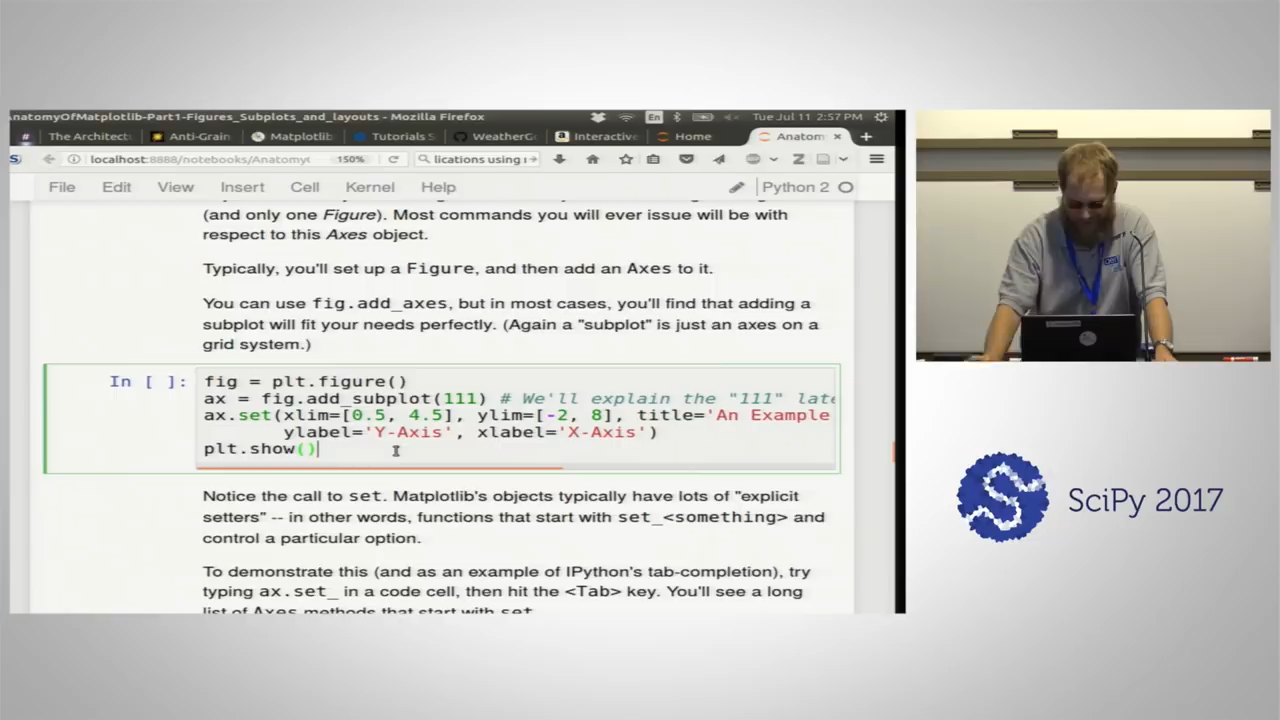 AnatomyOfMatplotlib-Part1-Figures_Subplots_and_layouts - Mozilla Firefox
En
Tue Jul 11 2:57 PM
#
The Architect
Anti-Grain
Matplotlib
Tutorials S
WeatherG
Interactive
Home
Anatom ×
S
localhost:8888/notebooks/Anatomy
150%
lications using
File Edit View Insert Cell Kernel Help
Python 2
(and only one Figure). Most commands you will ever issue will be with
respect to this Axes object.
Typically, you'll set up a Figure, and then add an Axes to it.
You can use fig.add_axes, but in most cases, you'll find that adding a
subplot will fit your needs perfectly. (Again a "subplot" is just an axes on a
grid system.)
In [ ]:
fig = plt.figure()
ax = fig.add_subplot(111) # We'll explain the "111" late
ax.set(xlim=[0.5, 4.5], ylim=[-2, 8], title='An Example
ylabel='Y-Axis', xlabel='X-Axis')
plt.show()
Notice the call to set. Matplotlib's objects typically have lots of "explicit
setters" -- in other words, functions that start with set_<something> and
control a particular option.
To demonstrate this (and as an example of IPython's tab-completion), try
typing ax.set_ in a code cell, then hit the <Tab> key. You'll see a long
list of Axes methods that start with set.
SciPy 2017